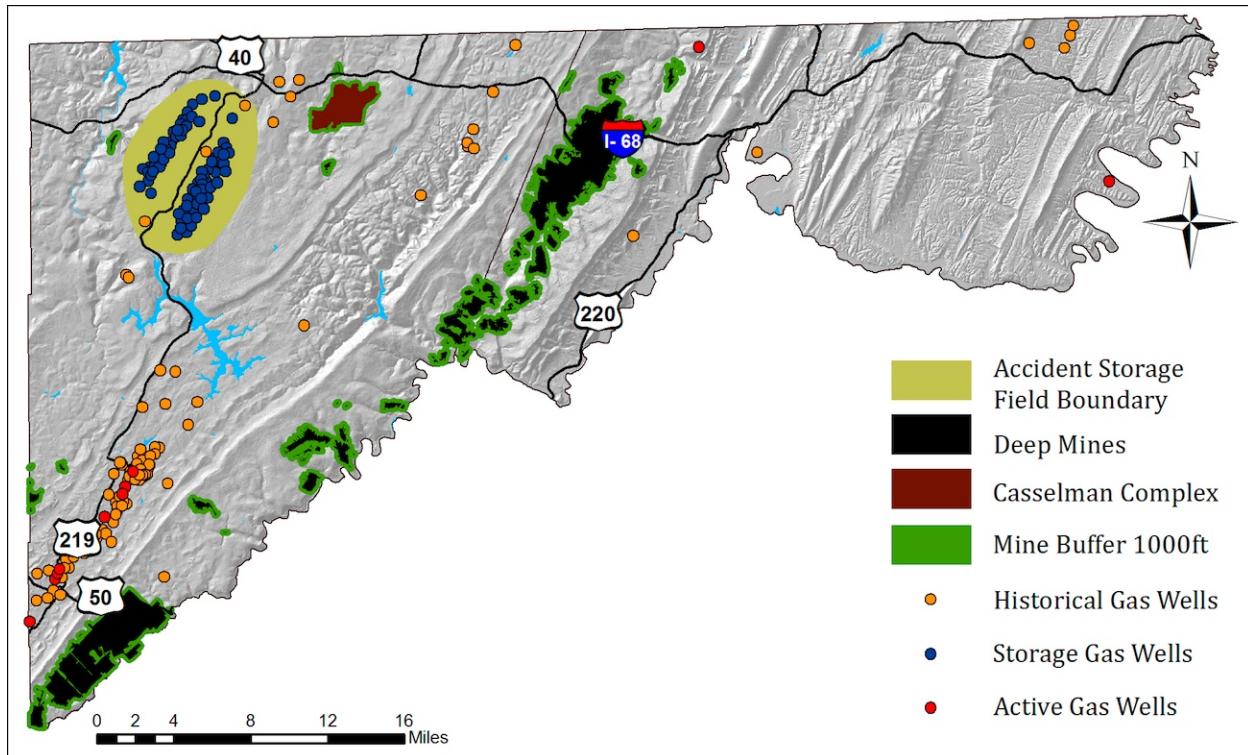 40
I- 68
N
220
219
50
Accident Storage
Field Boundary
Deep Mines
Casselman Complex
Mine Buffer 1000ft
Historical Gas Wells
Storage Gas Wells
Active Gas Wells
0 2 4 8 12 16
Miles